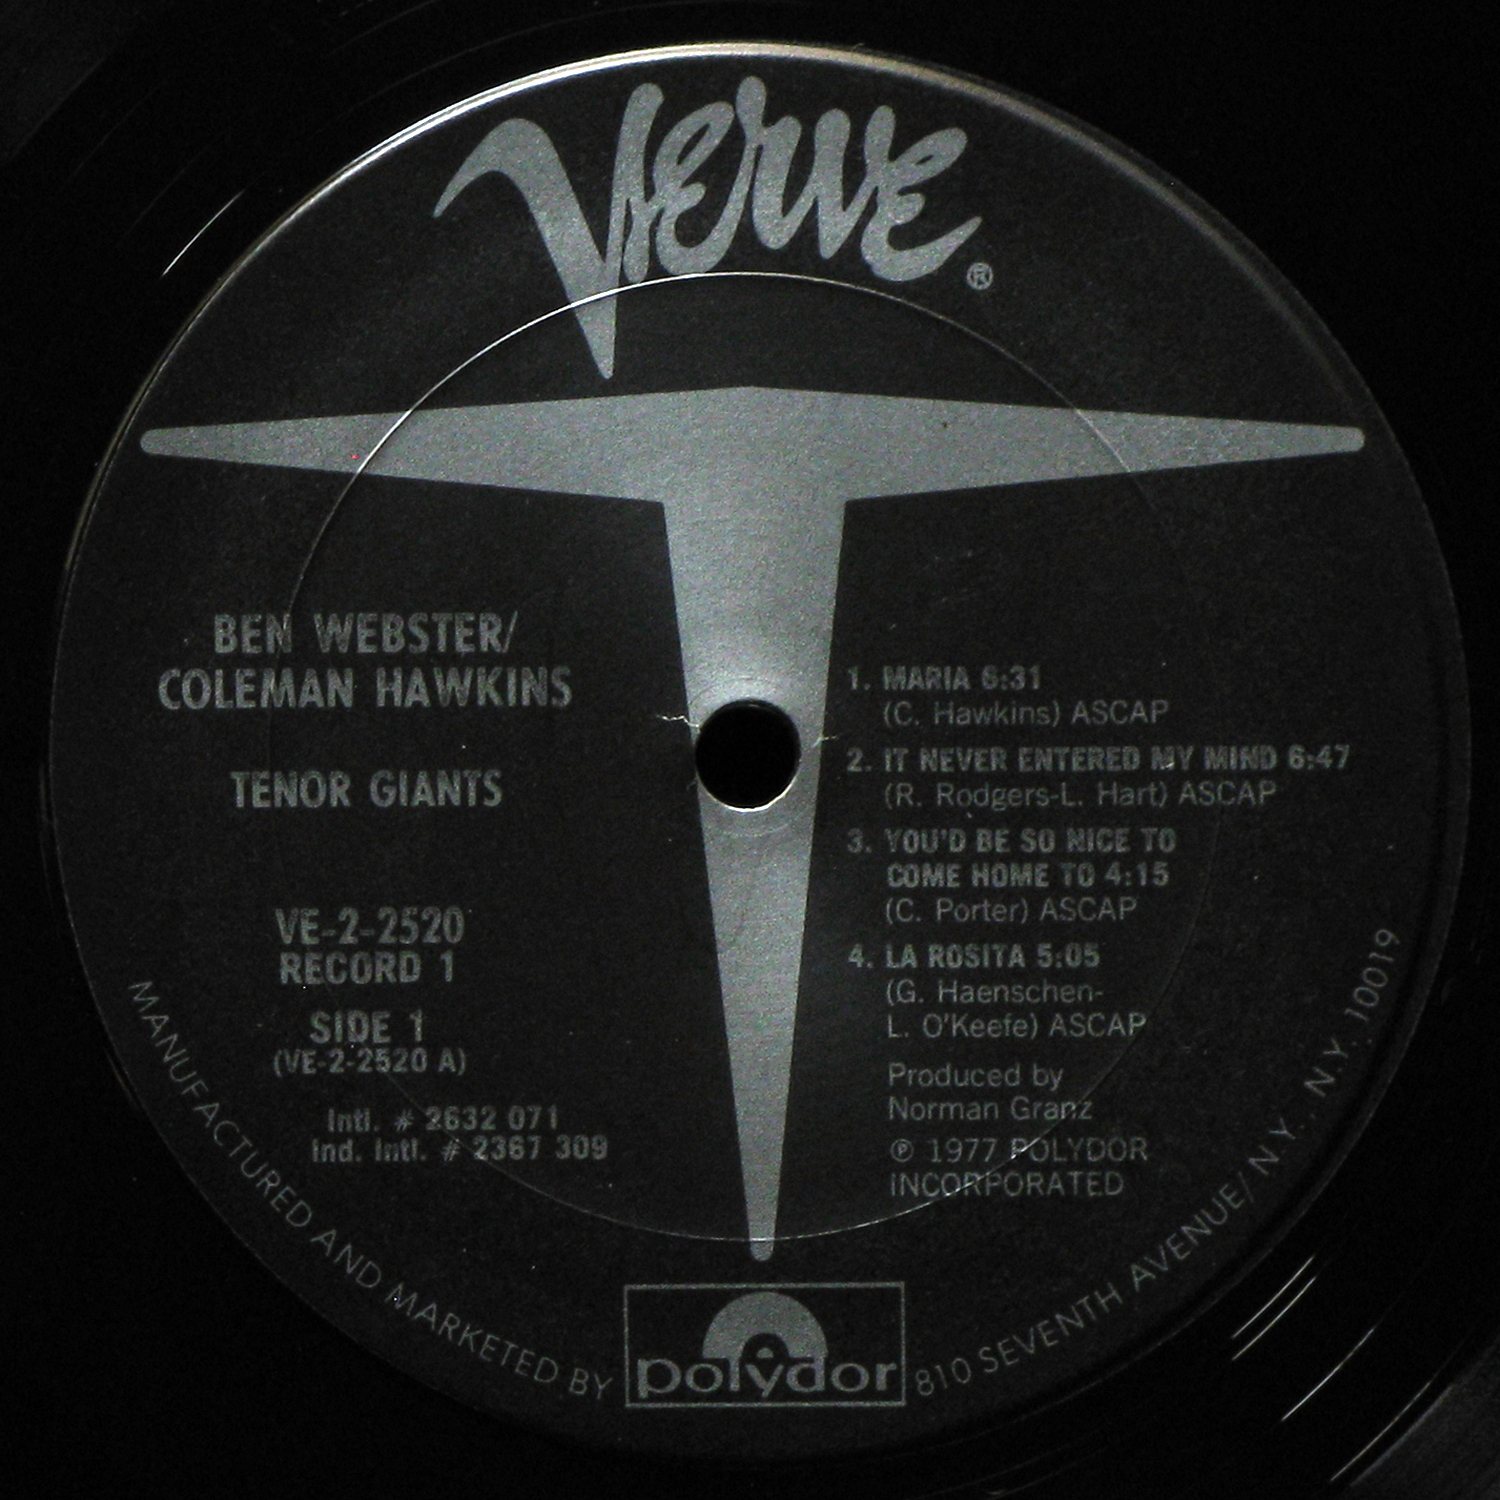 Verve®
BEN WEBSTER/
COLEMAN HAWKINS
TENOR GIANTS
VE-2-2520
RECORD 1
SIDE 1
(VE-2-2520 A)
Intl. # 2632 071
Ind. Intl. # 2367 309
1. MARIA 6:31
(C. Hawkins) ASCAP
2. IT NEVER ENTERED MY MIND 6:47
(R. Rodgers-L. Hart) ASCAP
3. YOU'D BE SO NICE TO
COME HOME TO 4:15
(C. Porter) ASCAP
4. LA ROSITA 5:05
(G. Haenschen-
L. O'Keefe) ASCAP
Produced by
Norman Granz
℗ 1977 POLYDOR
INCORPORATED
MANUFACTURED AND MARKETED BY
polydor
810 SEVENTH AVENUE/ N.Y., N.Y. 10019